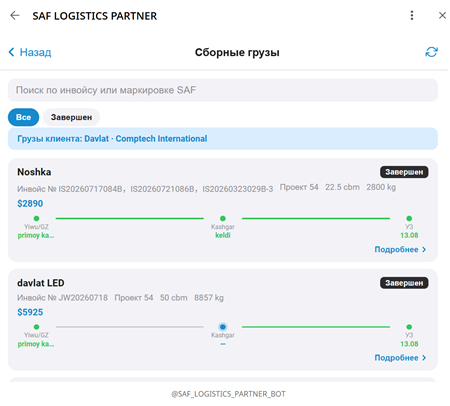 SAF LOGISTICS PARTNER
Назад
Сборные грузы
Поиск по инвойсу или маркировке SAF
Все
Завершен
Грузы клиента: Davlat · Comptech International
Noshka
Завершен
Инвойс № IS20260717084B, IS20260721086B, IS20260323029B-3 Проект 54 22.5 cbm 2800 kg
$2890
Yiwu/GZ
primoy ka...
Kashgar
keldi
УЗ
13.08
Подробнее
davlat LED
Завершен
Инвойс № JW20260718 Проект 54 50 cbm 8857 kg
$5925
Yiwu/GZ
primoy ka...
Kashgar
–
УЗ
13.08
Подробнее
@SAF_LOGISTICS_PARTNER_BOT